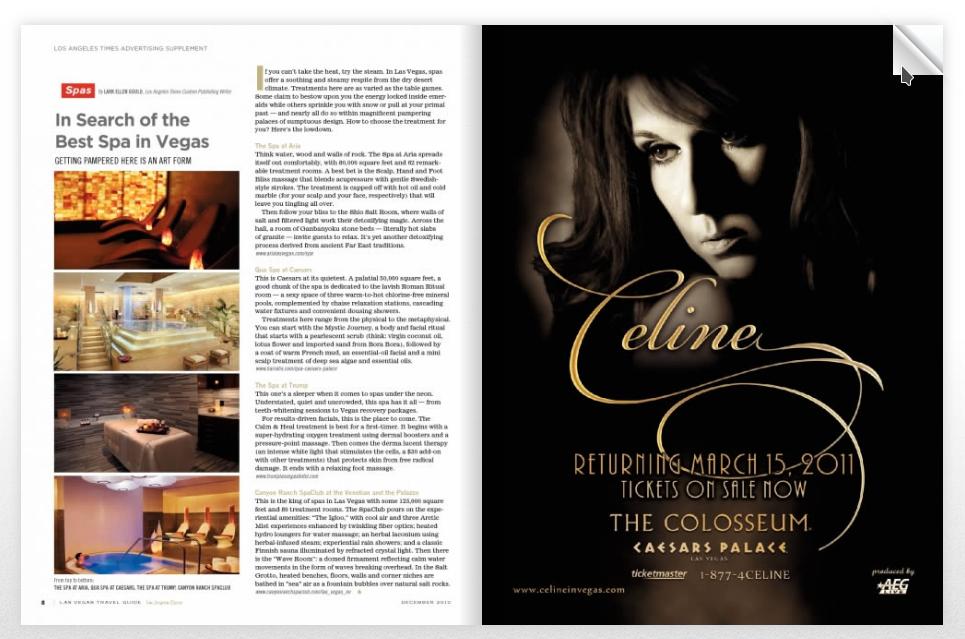 LOS ANGELES TIMES ADVERTISING SUPPLEMENT
Spas by LARK ELLEN GOULD, Los Angeles Times Custom Publishing Writer
In Search of the
Best Spa in Vegas
GETTING PAMPERED HERE IS AN ART FORM
From top to bottom:
THE SPA AT ARIA, QUA SPA AT CAESARS, THE SPA AT TRUMP, CANYON RANCH SPACLUB
If you can't take the heat, try the steam. In Las Vegas, spas
offer a soothing and steamy respite from the dry desert
climate. Treatments here are as varied as the table games.
Some claim to bestow upon you the energy locked inside emer-
alds while others sprinkle you with snow or pull at your primal
past — and nearly all do so within magnificent pampering
palaces of sumptuous design. How to choose the treatment for
you? Here's the lowdown.
The Spa at Aria
Think water, wood and walls of rock. The Spa at Aria spreads
itself out comfortably, with 80,000 square feet and 62 remark-
able treatment rooms. A best bet is the Scalp, Hand and Foot
Bliss massage that blends acupressure with gentle Swedish-
style strokes. The treatment is capped off with hot oil and cold
marble (for your scalp and your face, respectively) that will
leave you tingling all over.
Then follow your bliss to the Shio Salt Room, where walls of
salt and filtered light work their detoxifying magic. Across the
hall, a room of Ganbanyoku stone beds — literally hot slabs
of granite — invite guests to relax. It's yet another detoxifying
process derived from ancient Far East traditions.
www.arialasvegas.com/spa
Qua Spa at Caesars
This is Caesars at its quietest. A palatial 50,000 square feet, a
good chunk of the spa is dedicated to the lavish Roman Ritual
room — a sexy space of three warm-to-hot chlorine-free mineral
pools, complemented by chaise relaxation stations, cascading
water fixtures and convenient dousing showers.
Treatments here range from the physical to the metaphysical.
You can start with the Mystic Journey, a body and facial ritual
that starts with a pearlescent scrub (think: virgin coconut oil,
lotus flower and imported sand from Bora Bora), followed by
a coat of warm French mud, an essential-oil facial and a mini
scalp treatment of deep sea algae and essential oils.
The Spa at Trump
This one's a sleeper when it comes to spas under the neon.
Understated, quiet and uncrowded, this spa has it all — from
teeth-whitening sessions to Vegas recovery packages.
For results-driven facials, this is the place to come. The
Calm & Heal treatment is best for a first-timer. It begins with a
super-hydrating oxygen treatment using dermal boosters and a
pressure-point massage. Then comes the derma lucent therapy
(an intense white light that stimulates the cells, a $30 add-on
with other treatments) that protects skin from free radical
damage. It ends with a relaxing foot massage.
www.trumplasvegashotel.com
Canyon Ranch SpaClub at the Venetian and the Palazzo
This is the king of spas in Las Vegas with some 125,000 square
feet and 80 treatment rooms. The SpaClub pours on the expe-
riential amenities: "The Igloo," with cool air and three Arctic
Mist experiences enhanced by twinkling fiber optics; heated
hydro loungers for water massage; an herbal laconium using
herbal-infused steam; experiential rain showers; and a classic
Finnish sauna illuminated by refracted crystal light. Then there
is the "Wave Room": a domed firmament reflecting calm water
movements in the form of waves breaking overhead. In the Salt
Grotto, heated benches, floors, walls and corner niches are
bathed in "sea" air as a fountain bubbles over natural salt rocks.
8 | LAS VEGAS TRAVEL GUIDE Los Angeles Times
DECEMBER 2010
Celine
RETURNING MARCH 15, 2011
TICKETS ON SALE NOW
THE COLOSSEUM
CAESARS PALACE
LAS VEGAS
ticketmaster 1-877-4CELINE
www.celineinvegas.com
produced by
AEG
LIVE